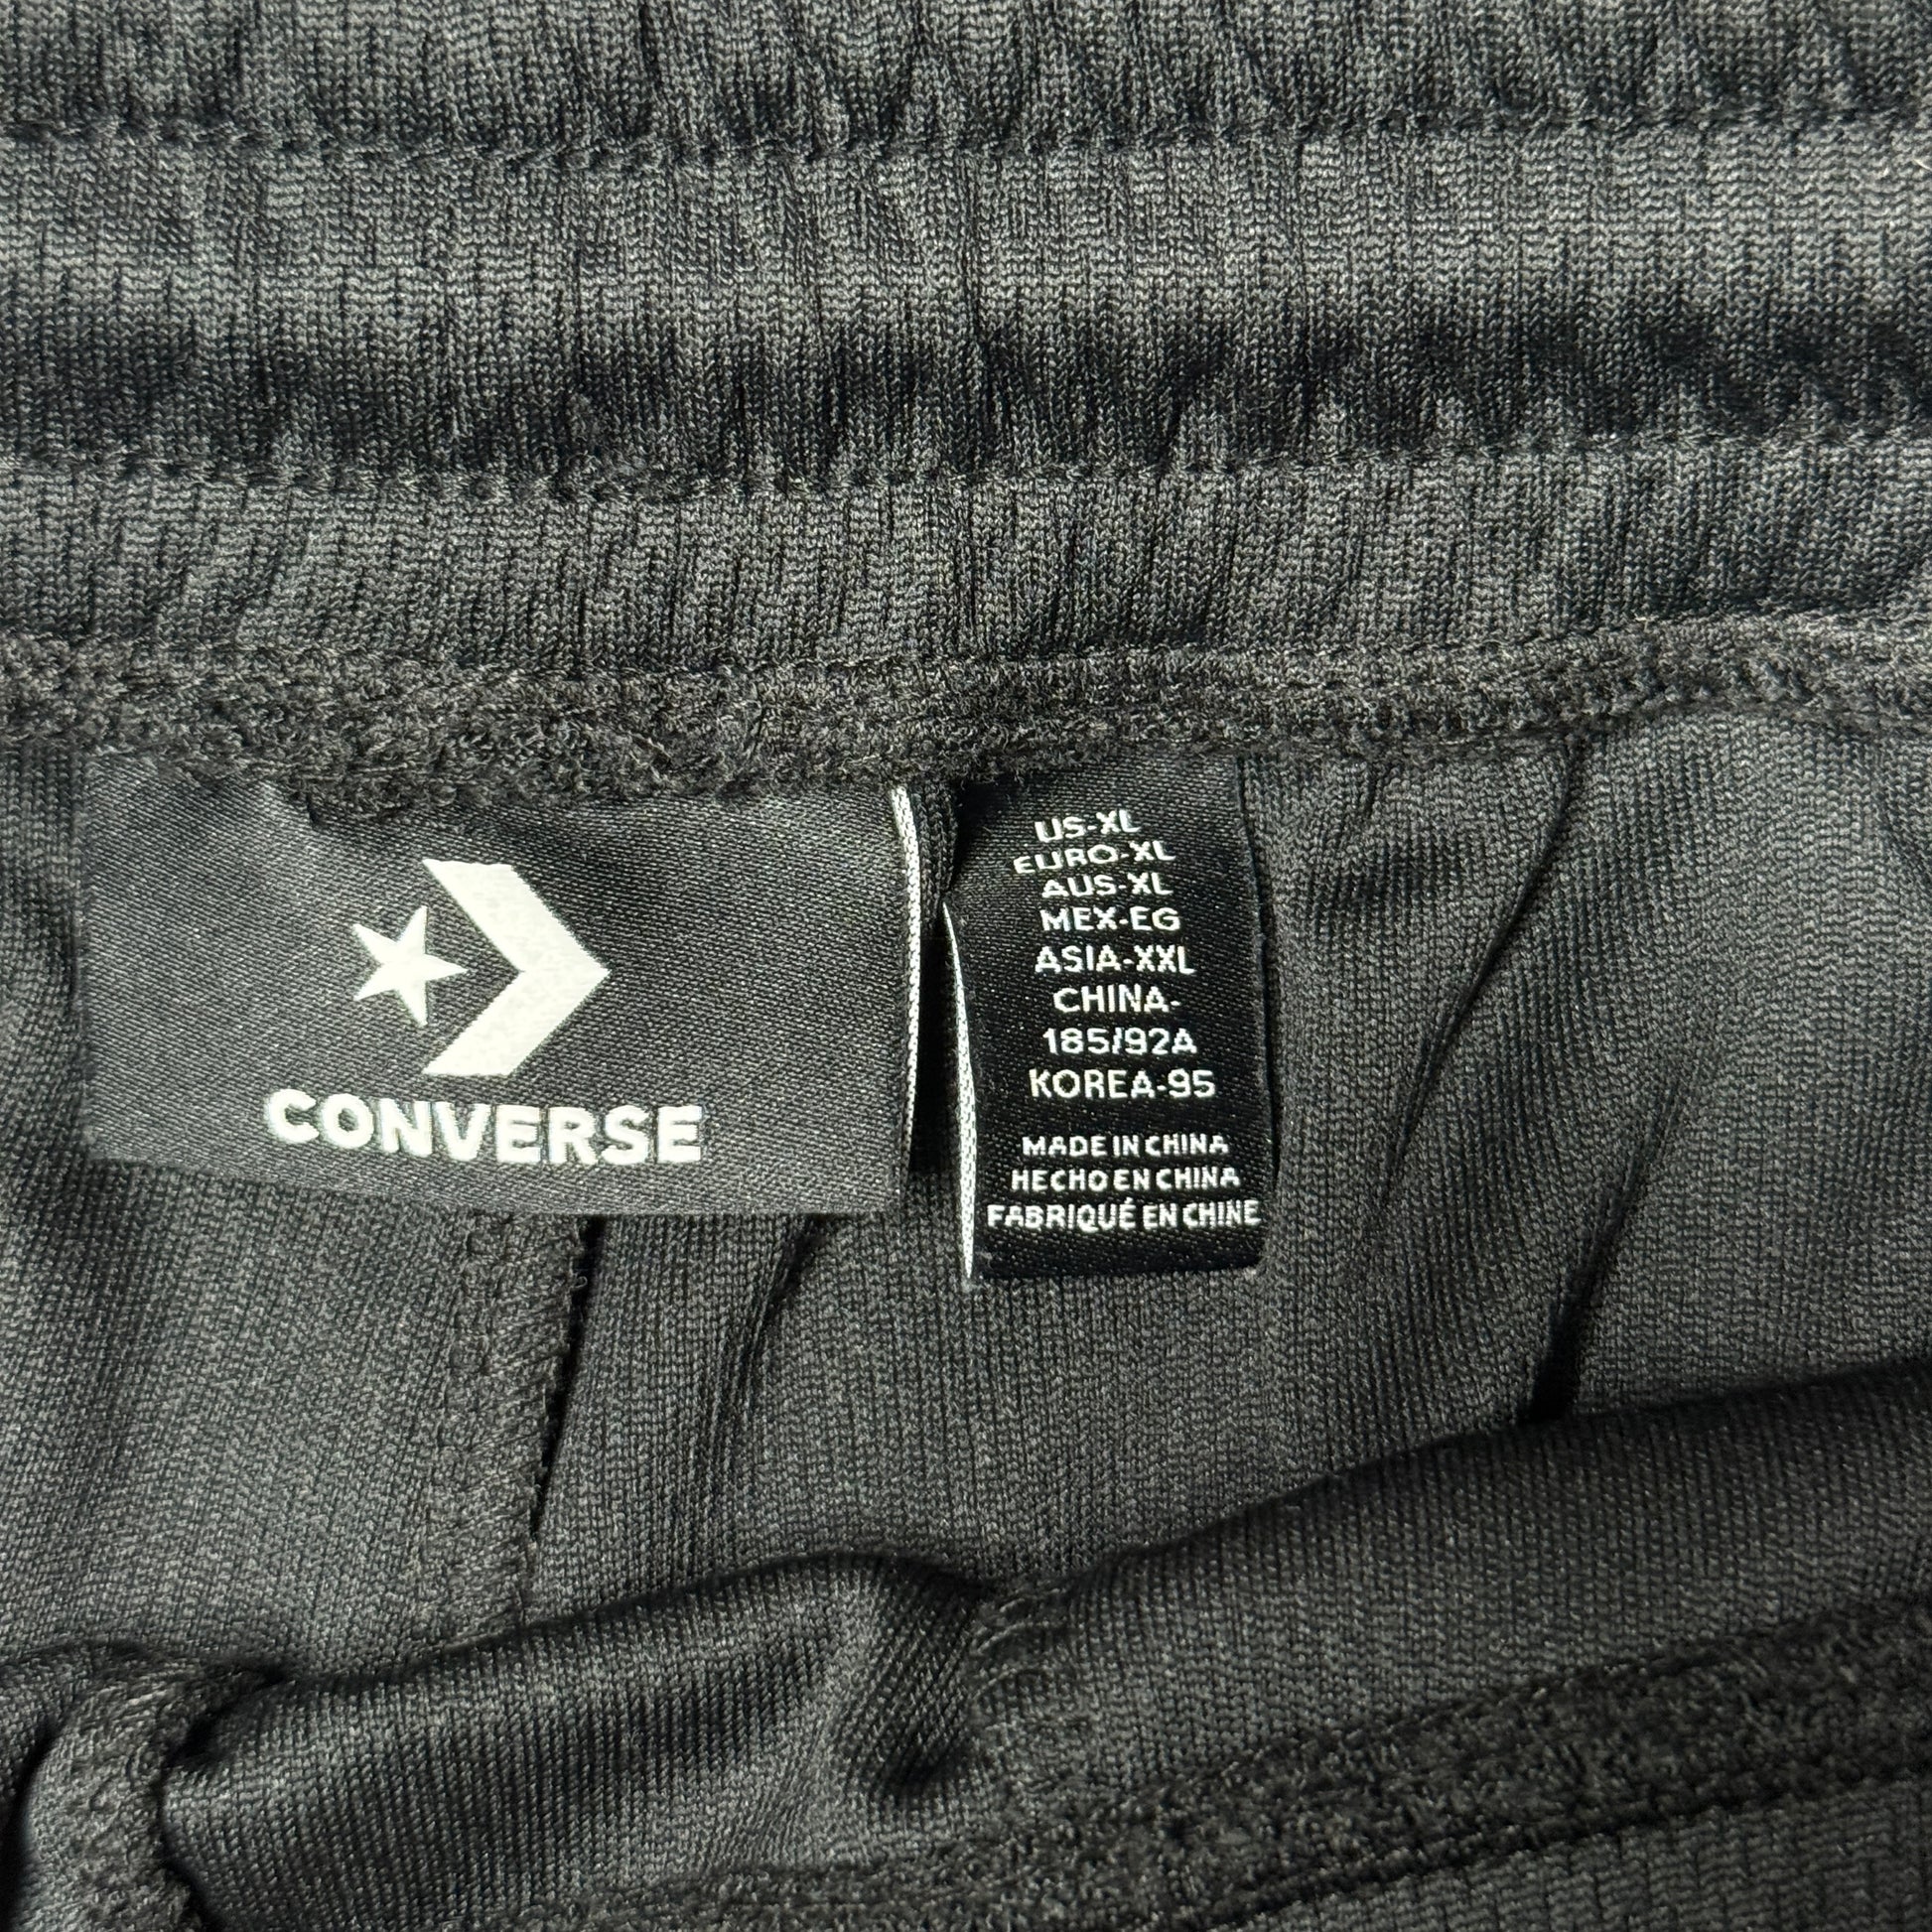 CONVERSE
US-XL
EURO-XL
AUS-XL
MEX-EG
ASIA-XXL
CHINA-
185/92A
KOREA-95
MADE IN CHINA
HECHO EN CHINA
FABRIQUÉ EN CHINE